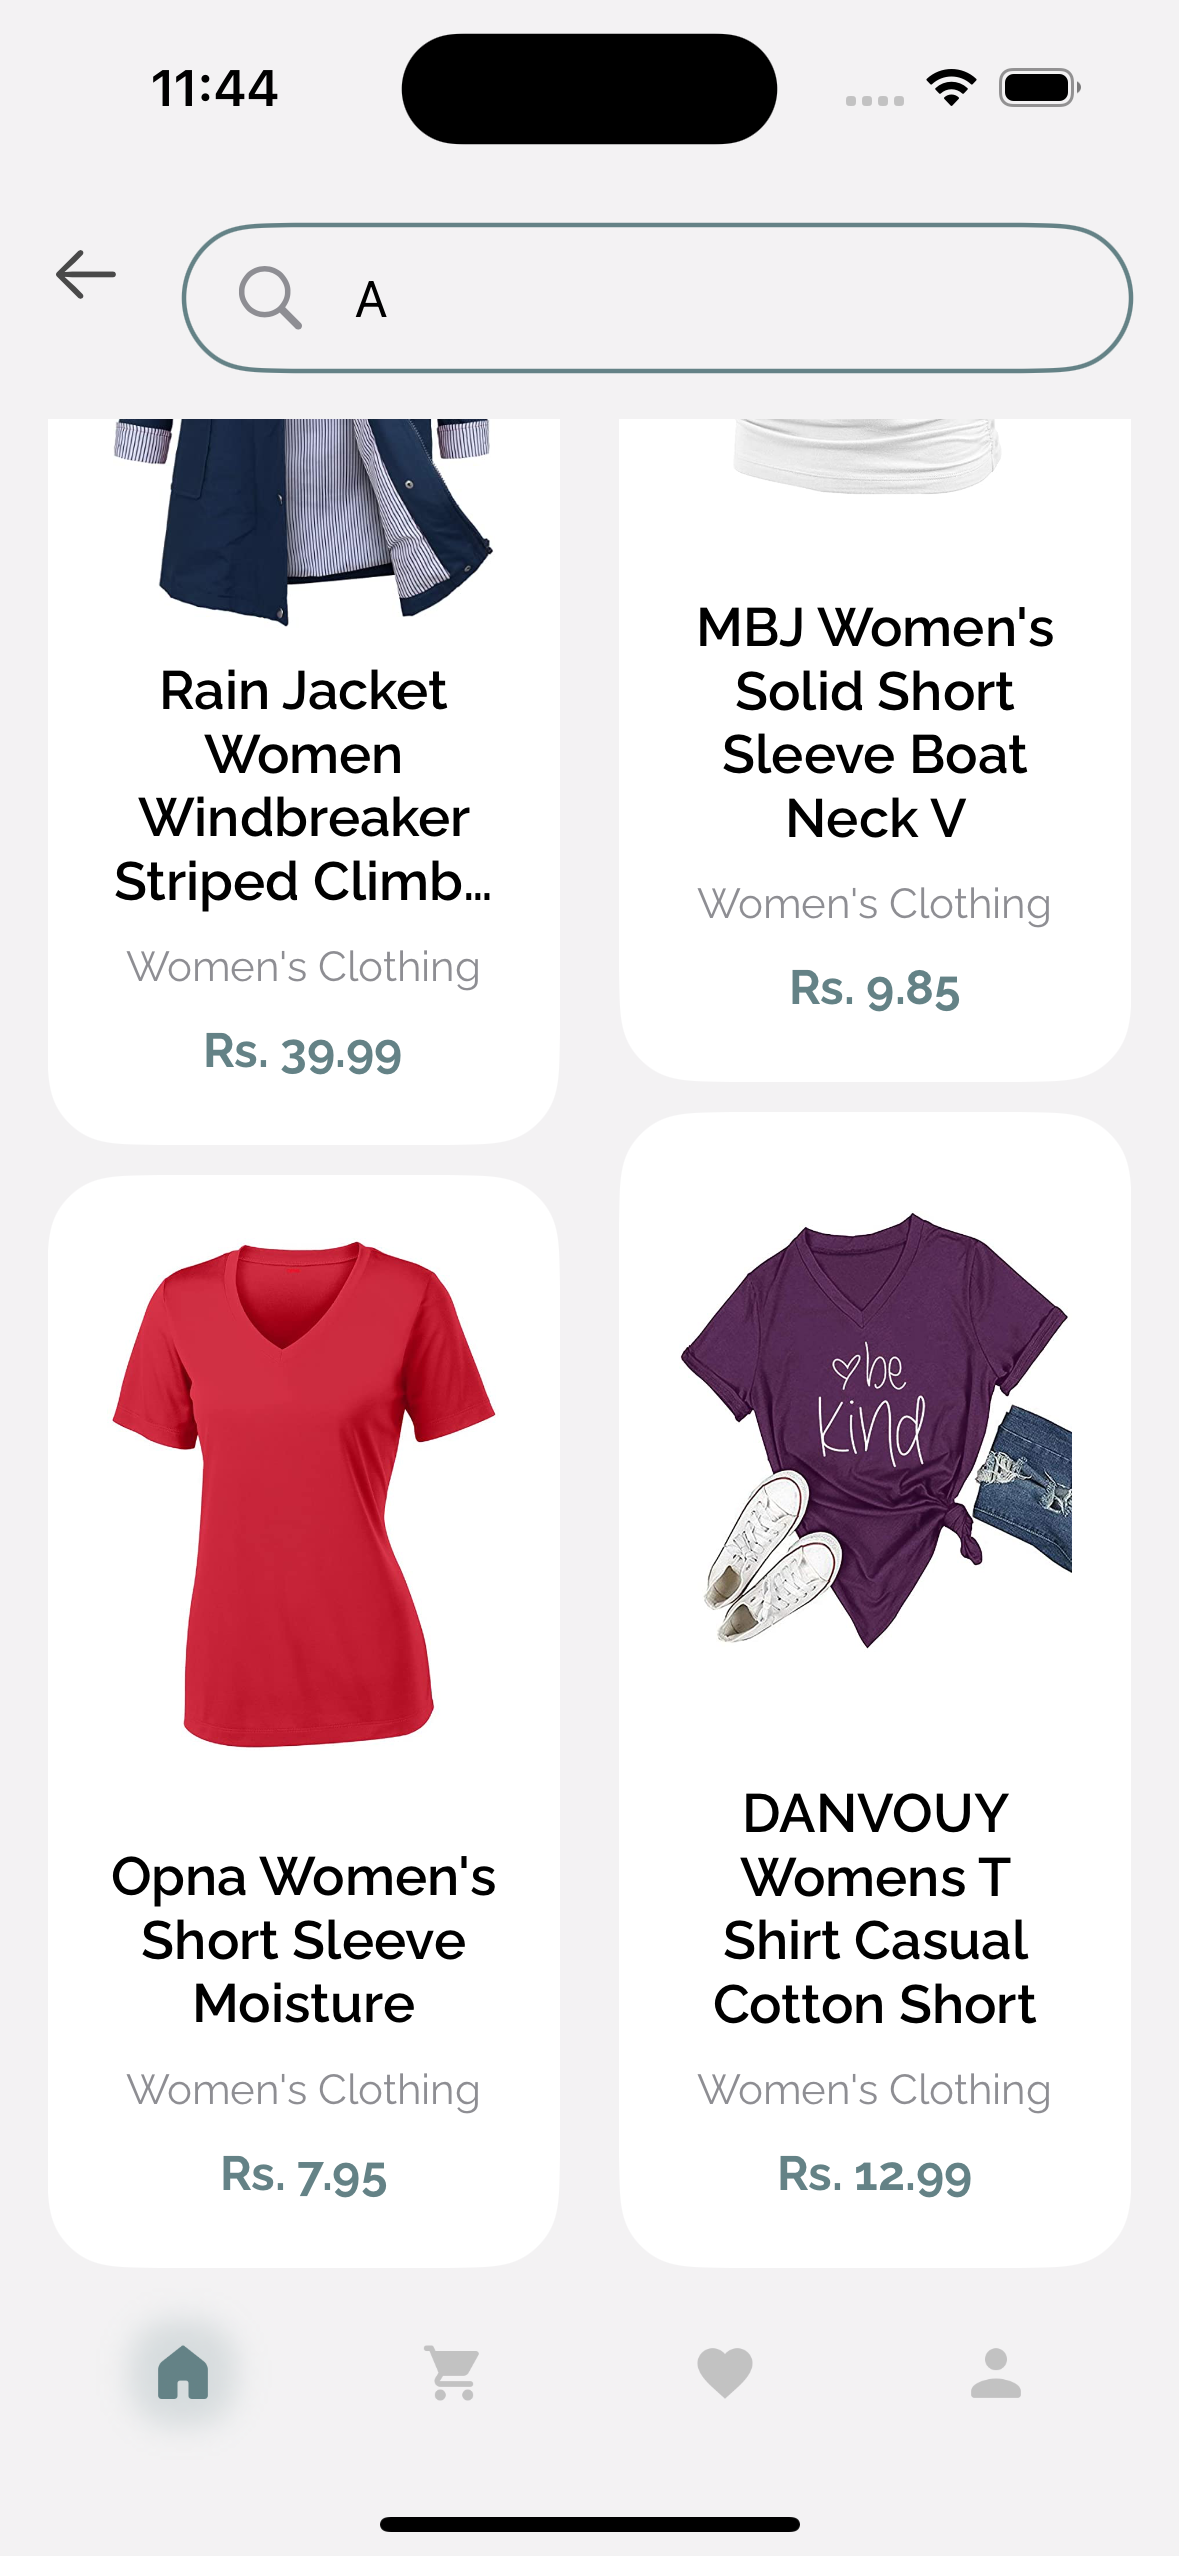 11:44
A
Rain Jacket
Women
Windbreaker
Striped Climb...
Women's Clothing
Rs. 39.99
MBJ Women's
Solid Short
Sleeve Boat
Neck V
Women's Clothing
Rs. 9.85
Opna Women's
Short Sleeve
Moisture
Women's Clothing
Rs. 7.95
be
kind
DANVOUY
Womens T
Shirt Casual
Cotton Short
Women's Clothing
Rs. 12.99